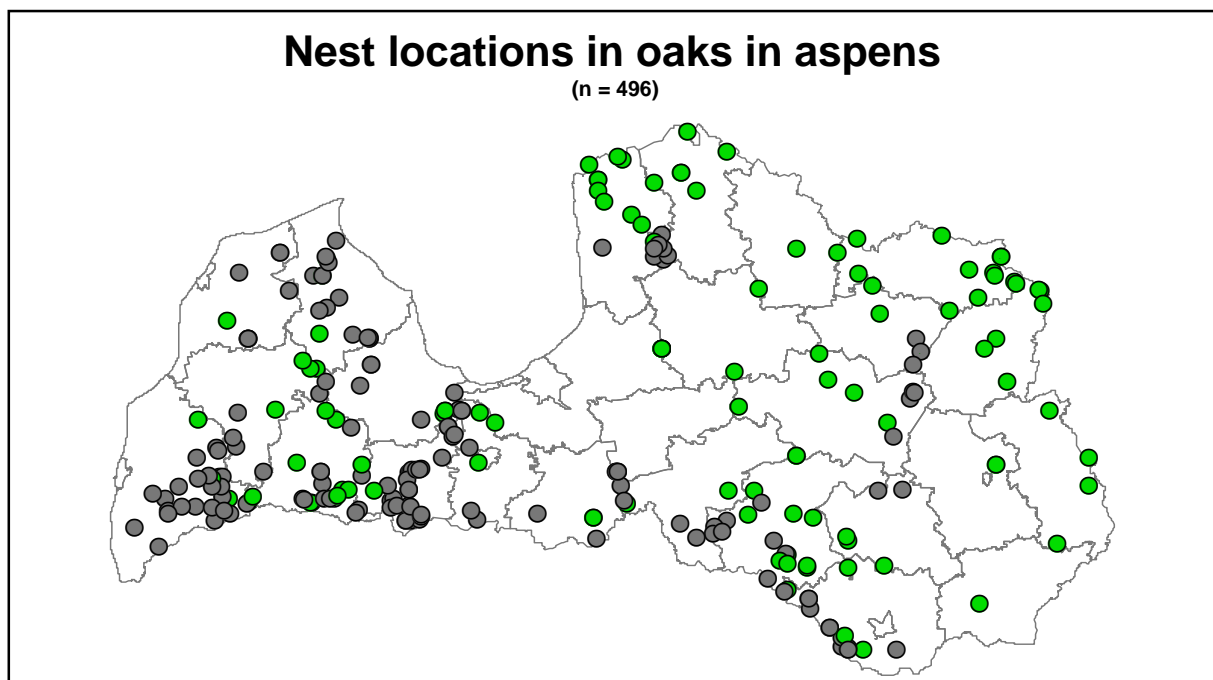 Nest locations in oaks in aspens
(n = 496)